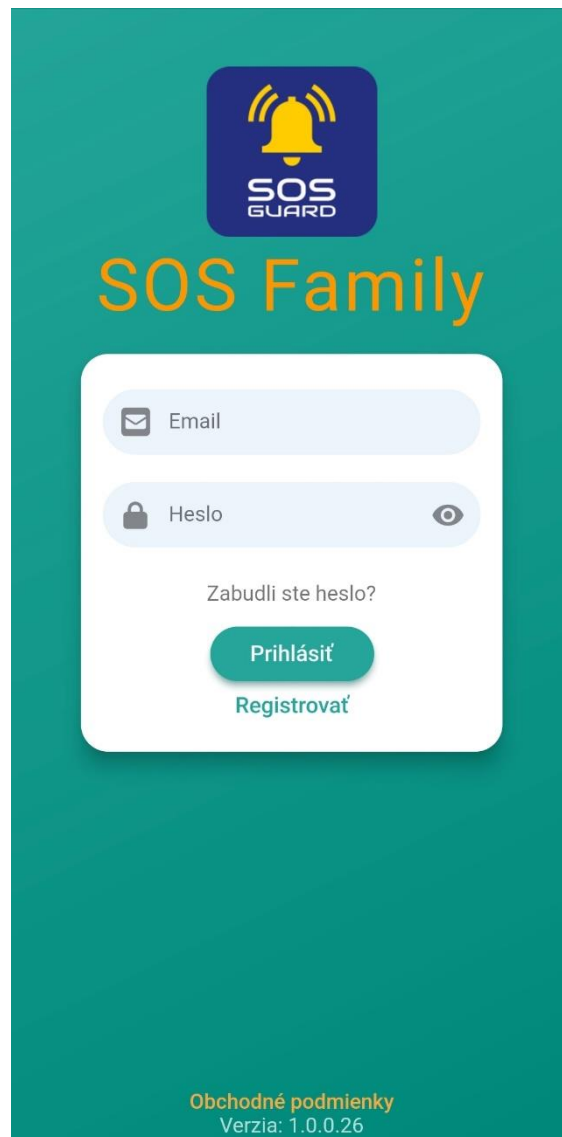 SOS
GUARD
SOS Family
Email
Heslo
Zabudli ste heslo?
Prihlásiť
Registrovať
Obchodné podmienky
Verzia: 1.0.0.26